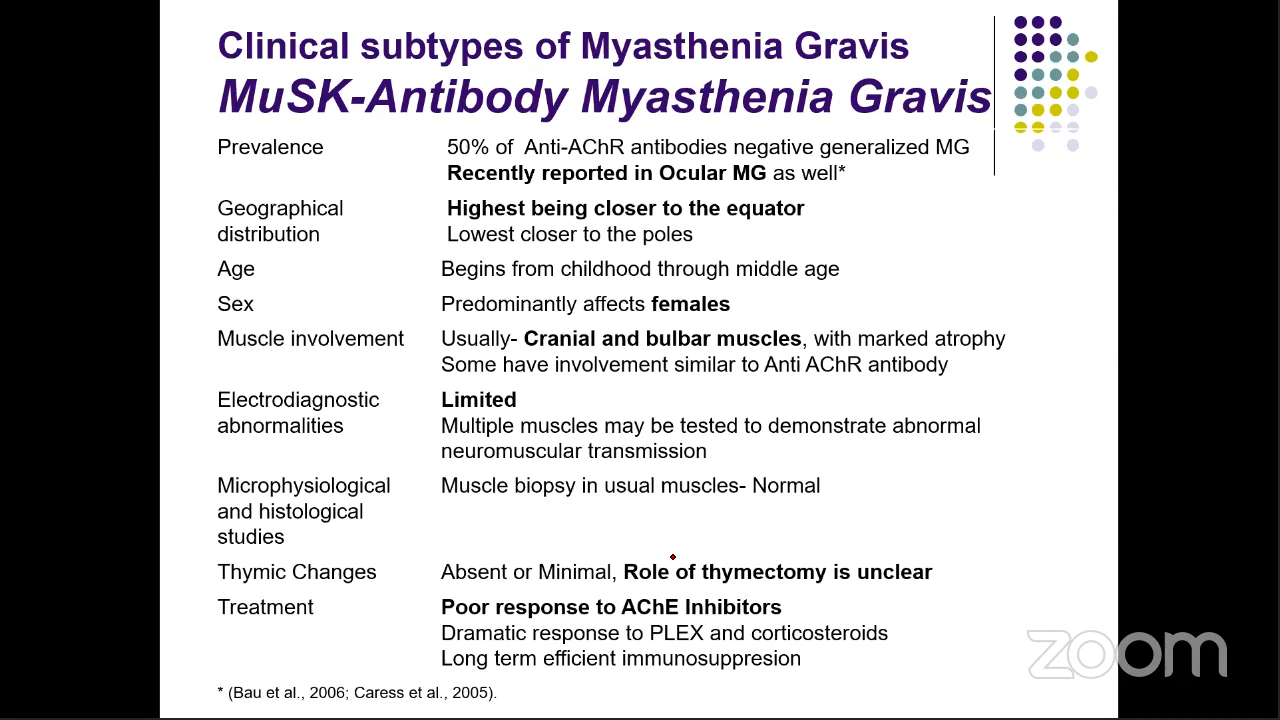 Clinical subtypes of Myasthenia Gravis
MuSK-Antibody Myasthenia Gravis
Prevalence 50% of Anti-AChR antibodies negative generalized MG
Recently reported in Ocular MG as well*
Geographical Highest being closer to the equator
distribution Lowest closer to the poles
Age Begins from childhood through middle age
Sex Predominantly affects females
Muscle involvement Usually- Cranial and bulbar muscles, with marked atrophy
Some have involvement similar to Anti AChR antibody
Electrodiagnostic Limited
abnormalities Multiple muscles may be tested to demonstrate abnormal
neuromuscular transmission
Microphysiological Muscle biopsy in usual muscles- Normal
and histological
studies
Thymic Changes Absent or Minimal, Role of thymectomy is unclear
Treatment Poor response to AChE Inhibitors
Dramatic response to PLEX and corticosteroids
Long term efficient immunosuppresion
* (Bau et al., 2006; Caress et al., 2005).
zoom